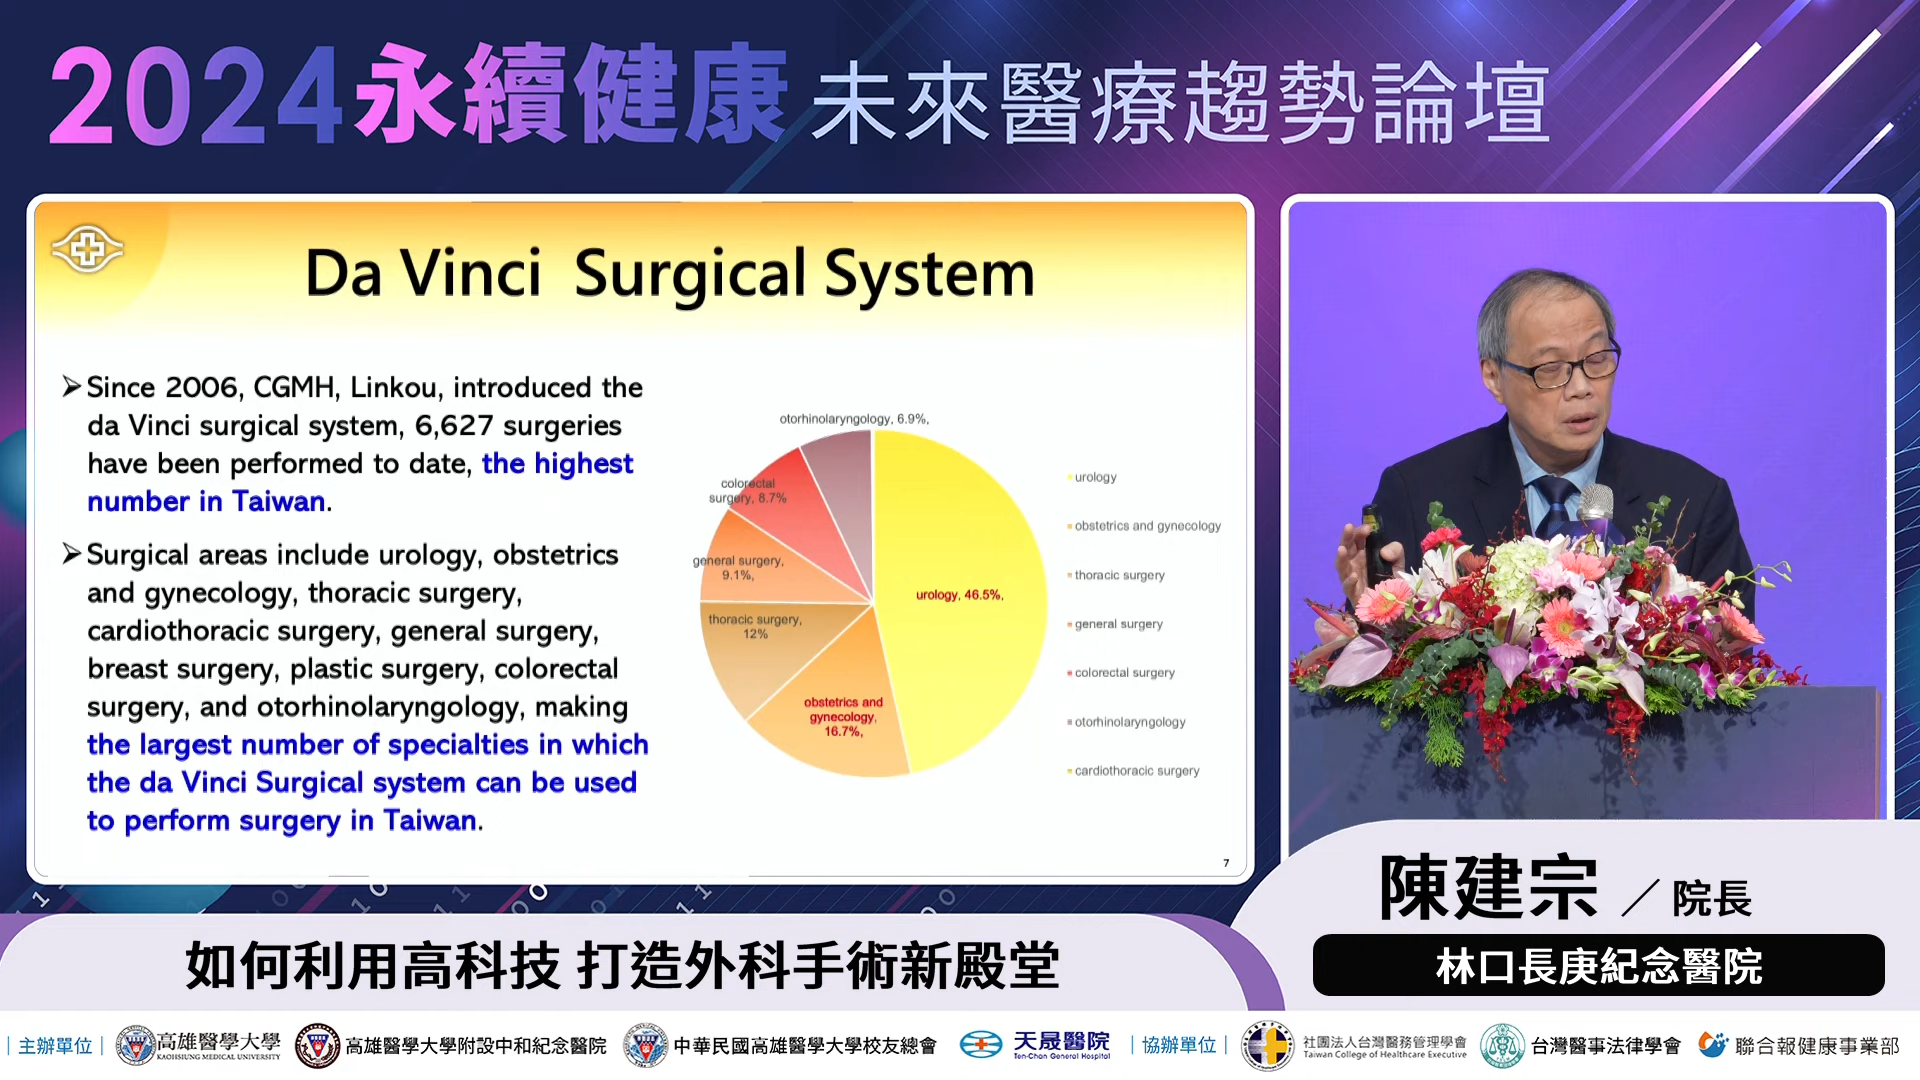 2024永續健康 未來醫療趨勢論壇
Da Vinci Surgical System
➢Since 2006, CGMH, Linkou, introduced the
da Vinci surgical system, 6,627 surgeries
have been performed to date, the highest
number in Taiwan.
➢Surgical areas include urology, obstetrics
and gynecology, thoracic surgery,
cardiothoracic surgery, general surgery,
breast surgery, plastic surgery, colorectal
surgery, and otorhinolaryngology, making
the largest number of specialties in which
the da Vinci Surgical system can be used
to perform surgery in Taiwan.
otorhinolaryngology, 6.9%,
colorectal
surgery, 8.7%
general surgery,
9.1%,
thoracic surgery,
12%
obstetrics and
gynecology,
16.7%,
urology, 46.5%,
urology
obstetrics and gynecology
thoracic surgery
general surgery
colorectal surgery
otorhinolaryngology
cardiothoracic surgery
7
陳建宗 ／ 院長
林口長庚紀念醫院
如何利用高科技 打造外科手術新殿堂
｜主辦單位｜
高雄醫學大學
KAOHSIUNG MEDICAL UNIVERSITY
高雄醫學大學附設中和紀念醫院
中華民國高雄醫學大學校友總會
天晟醫院
Ten-Chan General Hospital
｜協辦單位｜
社團法人台灣醫務管理學會
Taiwan College of Healthcare Executive
台灣醫事法律學會
聯合報健康事業部